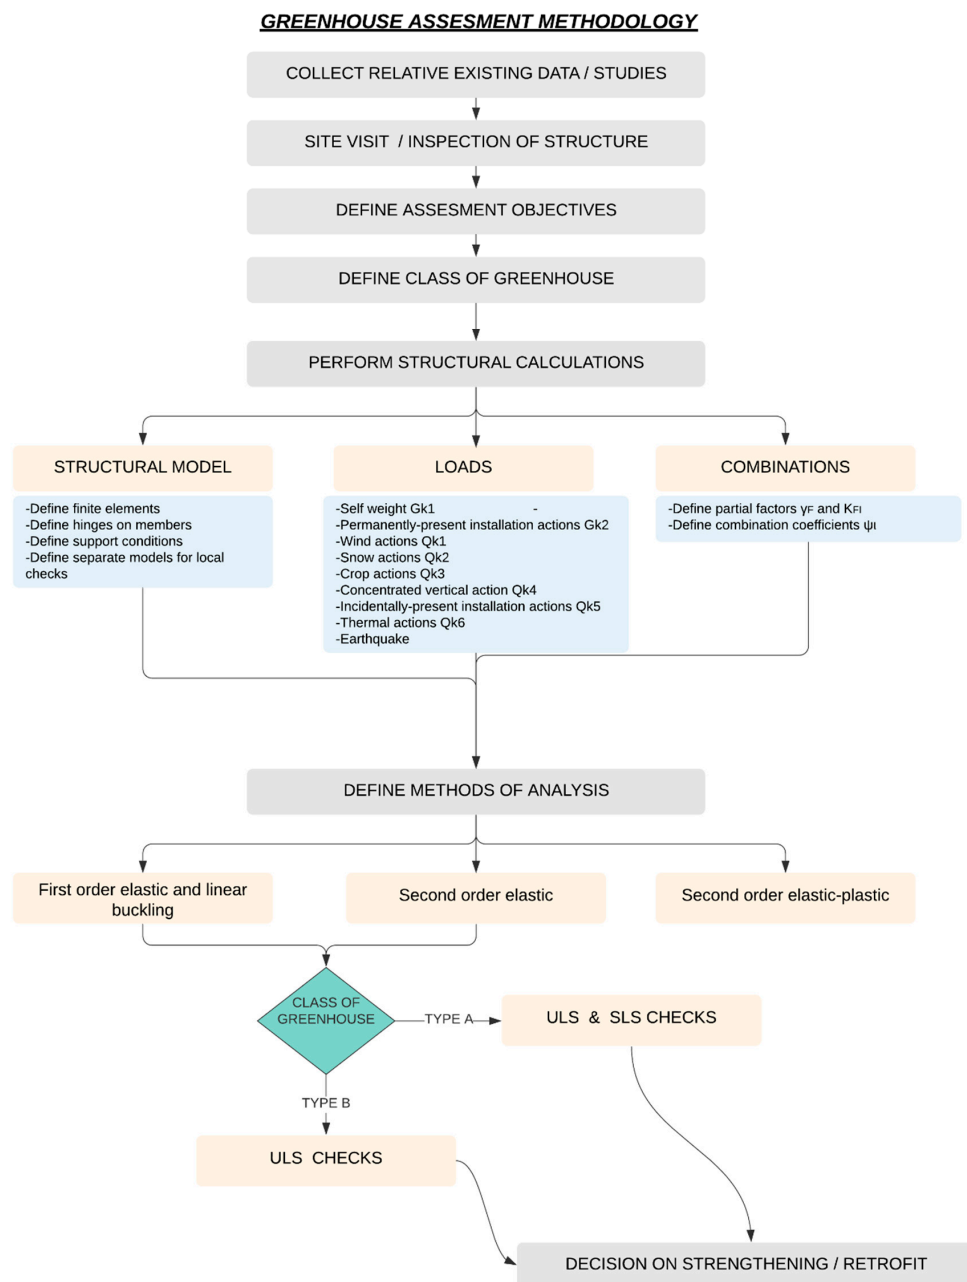 GREENHOUSE ASSESMENT METHODOLOGY
COLLECT RELATIVE EXISTING DATA / STUDIES
SITE VISIT / INSPECTION OF STRUCTURE
DEFINE ASSESMENT OBJECTIVES
DEFINE CLASS OF GREENHOUSE
PERFORM STRUCTURAL CALCULATIONS
STRUCTURAL MODEL
-Define finite elements
-Define hinges on members
-Define support conditions
-Define separate models for local
checks
LOADS
-Self weight Gk1 -
-Permanently-present installation actions Gk2
-Wind actions Qk1
-Snow actions Qk2
-Crop actions Qk3
-Concentrated vertical action Qk4
-Incidentally-present installation actions Qk5
-Thermal actions Qk6
-Earthquake
COMBINATIONS
-Define partial factors γF and KFI
-Define combination coefficients ψI
DEFINE METHODS OF ANALYSIS
First order elastic and linear
buckling
Second order elastic
Second order elastic-plastic
CLASS OF
GREENHOUSE
TYPE A
ULS & SLS CHECKS
TYPE B
ULS CHECKS
DECISION ON STRENGTHENING / RETROFIT